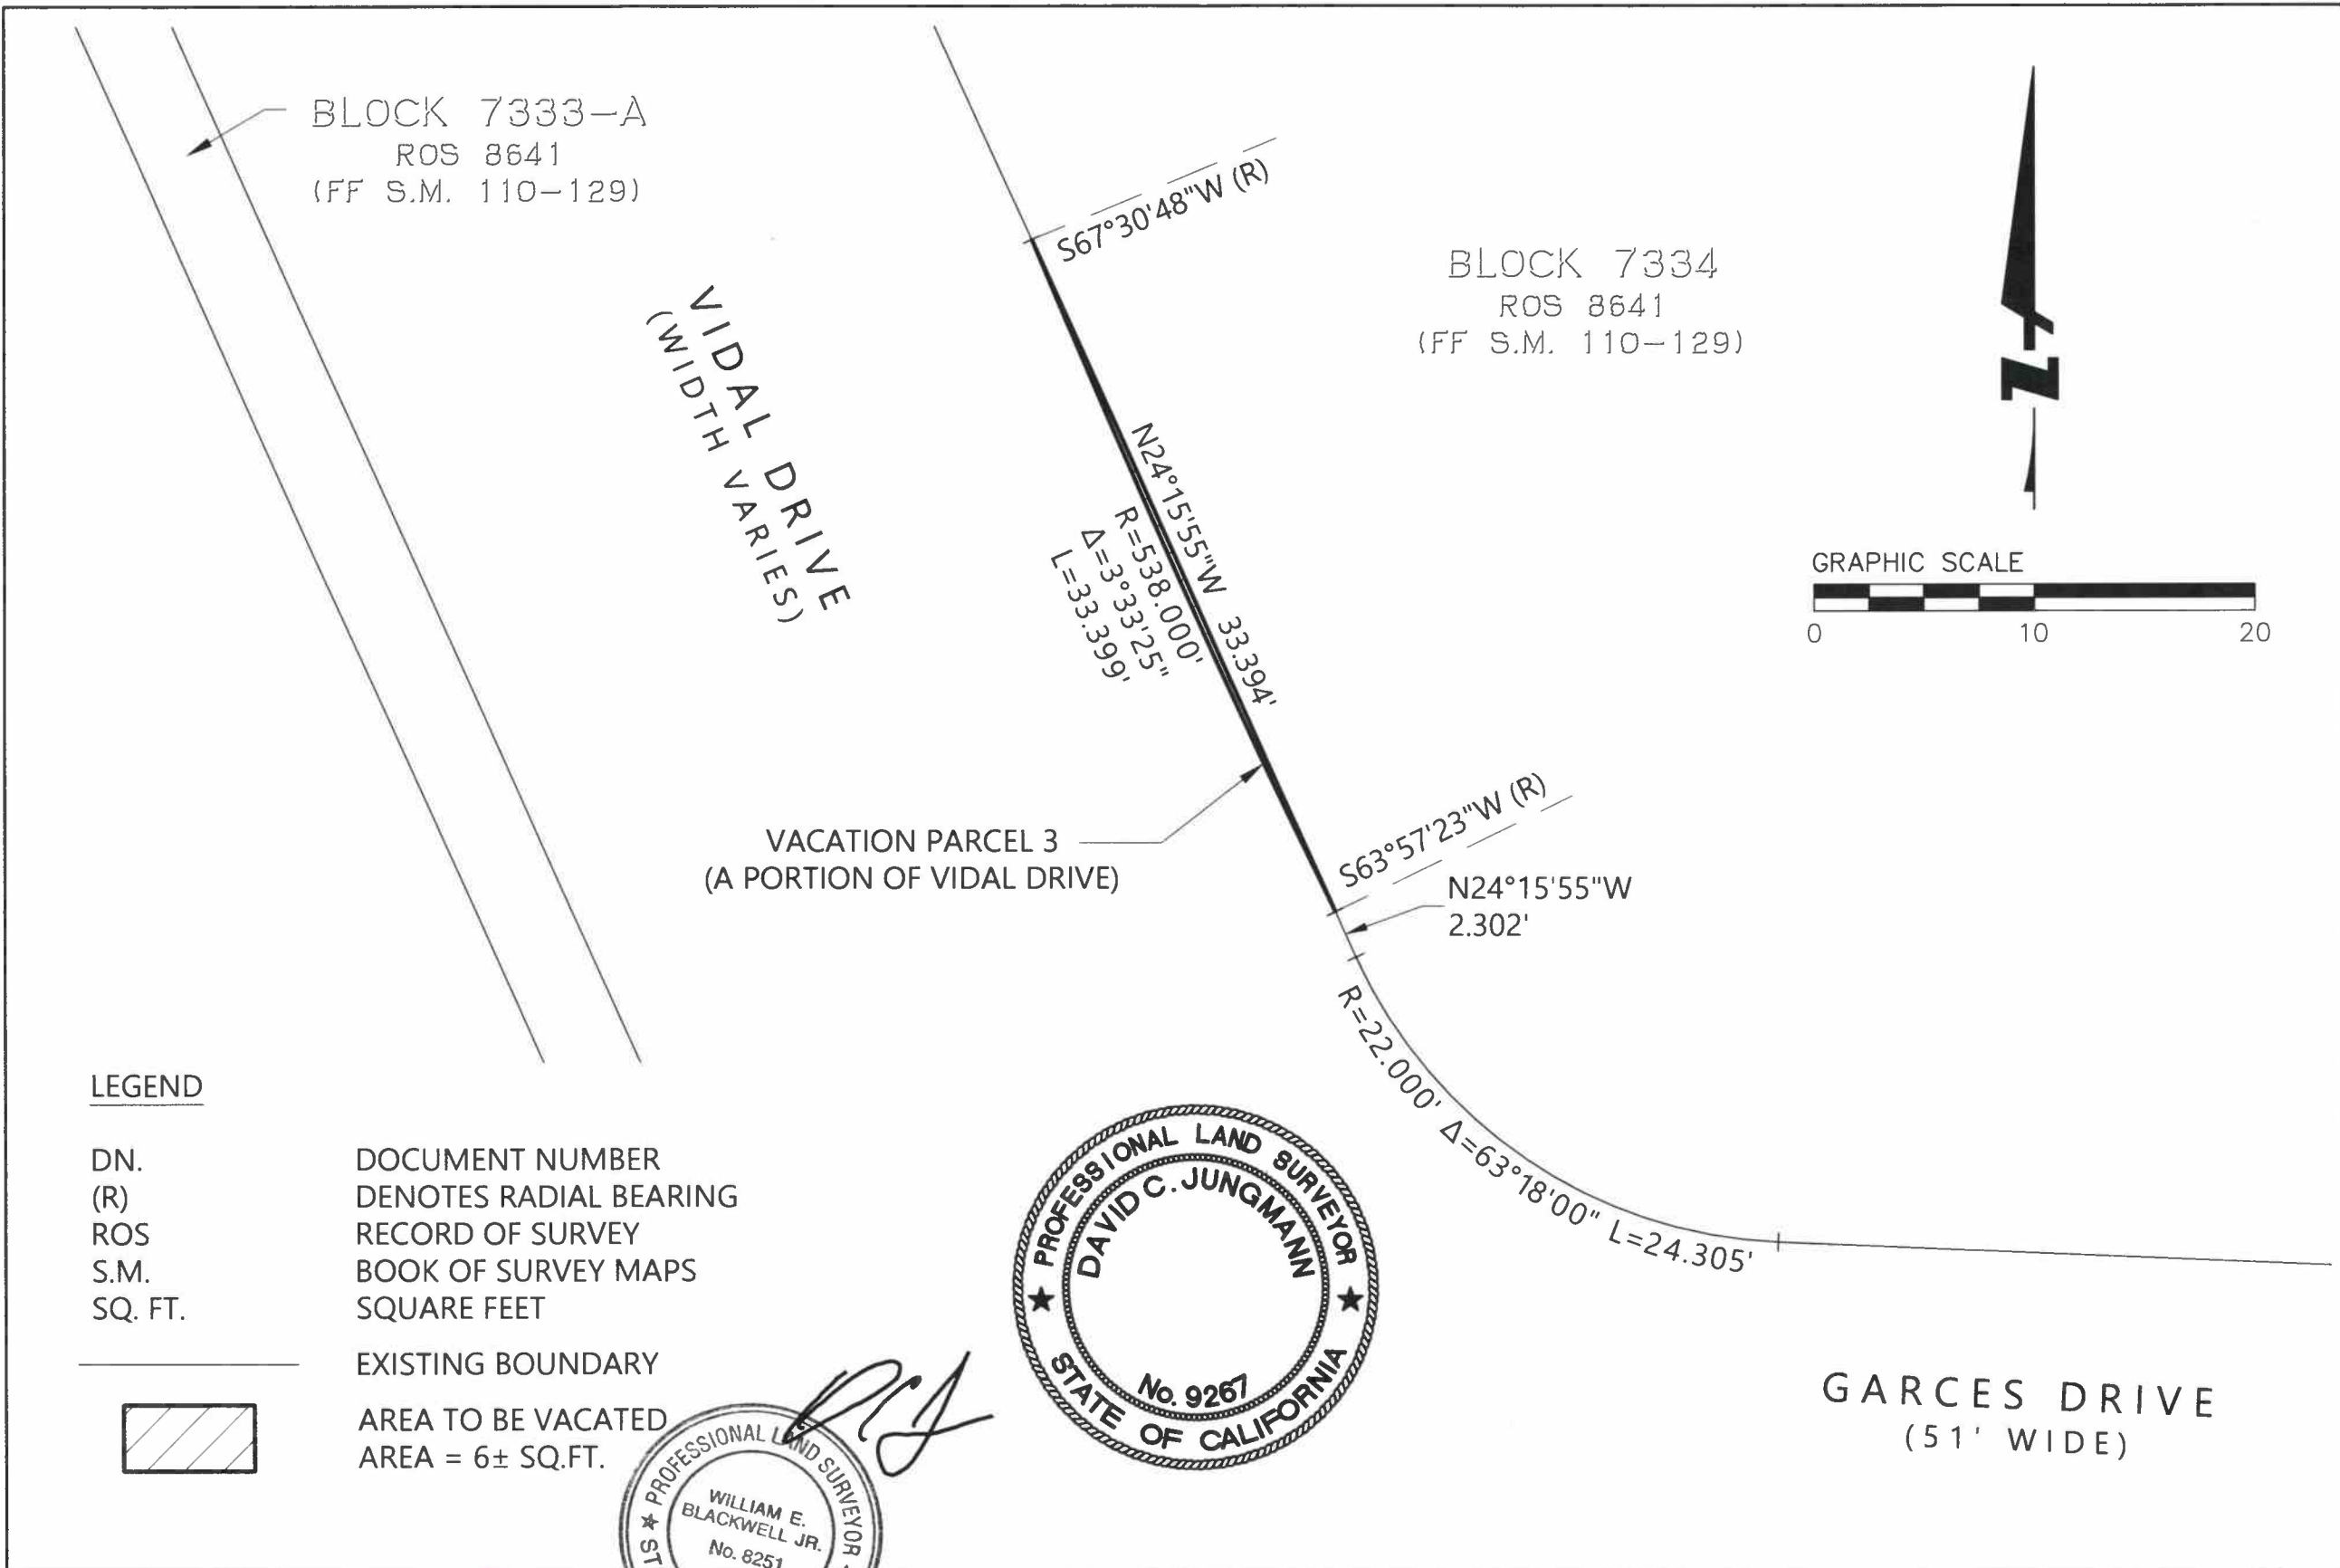 BLOCK 7333-A
ROS 8641
(FF S.M. 110-129)
VIDAL DRIVE
(WIDTH VARIES)
S67°30'48"W (R)
BLOCK 7334
ROS 8641
(FF S.M. 110-129)
N
GRAPHIC SCALE
0 10 20
N24°15'55"W 33.394'
R=538.000'
Δ=3°33'25"
L=33.399'
VACATION PARCEL 3
(A PORTION OF VIDAL DRIVE)
S63°57'23"W (R)
N24°15'55"W
2.302'
R=22.000' Δ=63°18'00" L=24.305'
GARCES DRIVE
(51' WIDE)
LEGEND
DN. DOCUMENT NUMBER
(R) DENOTES RADIAL BEARING
ROS RECORD OF SURVEY
S.M. BOOK OF SURVEY MAPS
SQ. FT. SQUARE FEET
EXISTING BOUNDARY
AREA TO BE VACATED
AREA = 6± SQ.FT.
PROFESSIONAL LAND SURVEYOR
DAVID C. JUNGMANN
No. 9267
STATE OF CALIFORNIA
PROFESSIONAL LAND SURVEYOR
WILLIAM E.
BLACKWELL JR.
No. 8251
ST